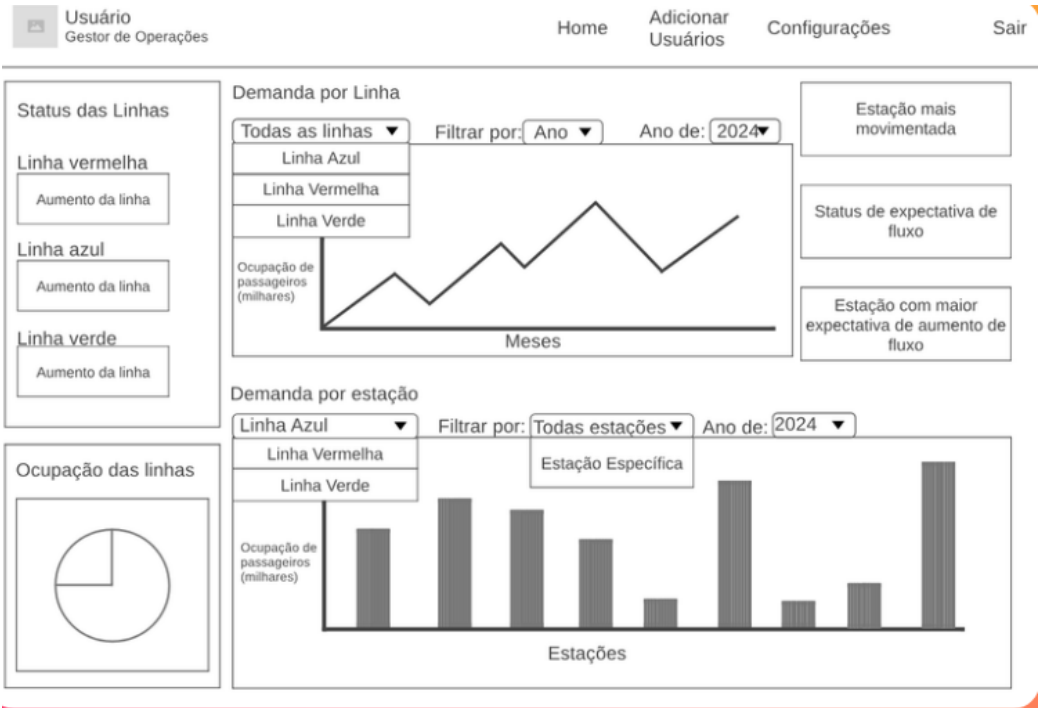 Usuário
Gestor de Operações
Home
Adicionar
Usuários
Configurações
Sair
Status das Linhas
Linha vermelha
Aumento da linha
Linha azul
Aumento da linha
Linha verde
Aumento da linha
Ocupação das linhas
Demanda por Linha
Todas as linhas
Filtrar por: Ano
Ano de: 2024
Linha Azul
Linha Vermelha
Linha Verde
Ocupação de
passageiros
(milhares)
Meses
Demanda por estação
Linha Azul
Filtrar por: Todas estações
Ano de: 2024
Linha Vermelha
Linha Verde
Estação Específica
Ocupação de
passageiros
(milhares)
Estações
Estação mais
movimentada
Status de expectativa de
fluxo
Estação com maior
expectativa de aumento de
fluxo